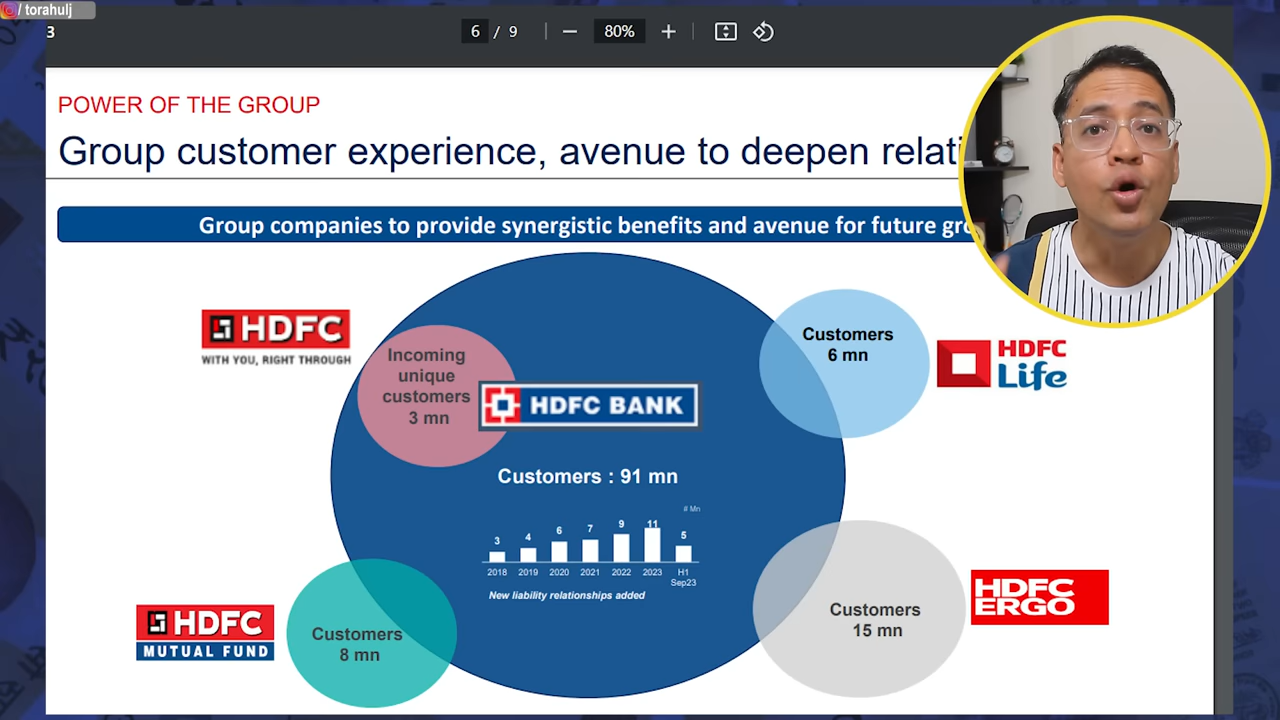 / torahulj
3
6 / 9
80%
POWER OF THE GROUP
Group customer experience, avenue to deepen relati
Group companies to provide synergistic benefits and avenue for future gro
HDFC
WITH YOU, RIGHT THROUGH
Incoming
unique
customers
3 mn
HDFC BANK
Customers
6 mn
HDFC
Life
Customers : 91 mn
# Mn
3 4 6 7 9 11 5
2018 2019 2020 2021 2022 2023 H1
Sep23
New liability relationships added
HDFC
MUTUAL FUND
Customers
8 mn
Customers
15 mn
HDFC
ERGO